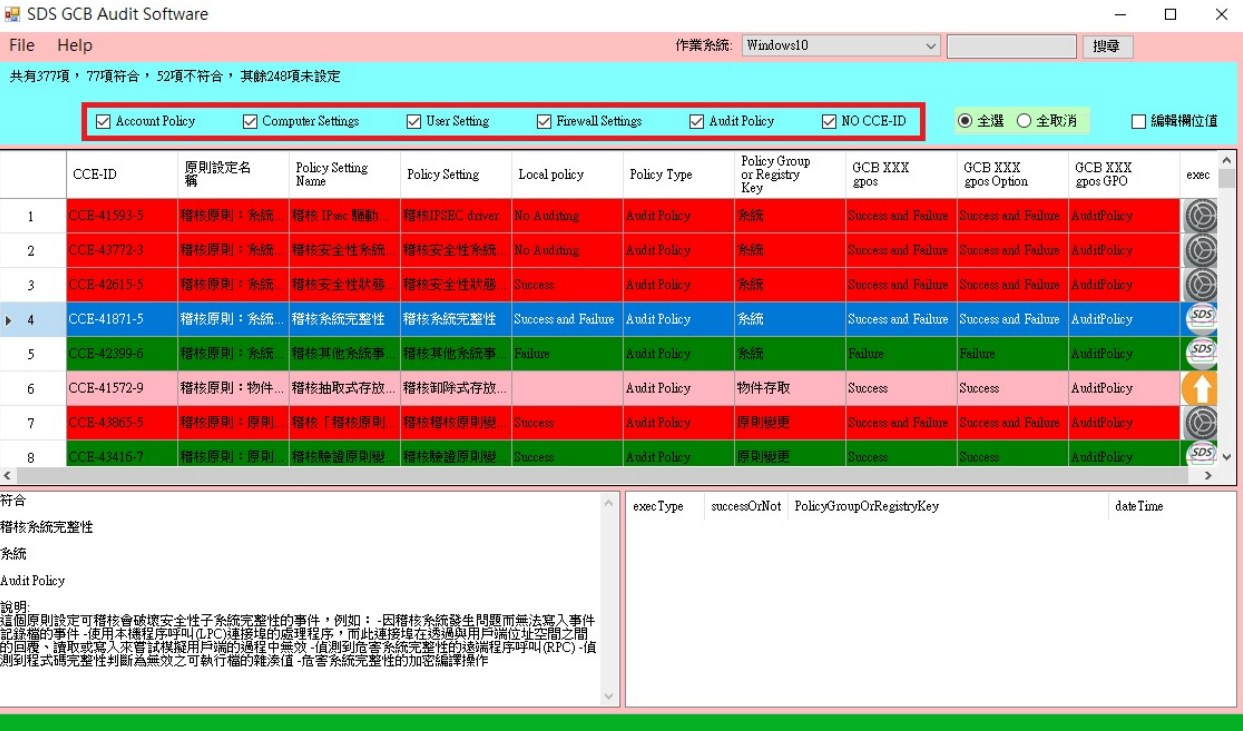 SDS GCB Audit Software
File Help 作業系統: Windows10 搜尋
共有377項， 77項符合， 52項不符合， 其餘248項未設定
Account Policy Computer Settings User Setting Firewall Settings Audit Policy NO CCE-ID 全選 全取消 編輯欄位值
CCE-ID 原則設定名稱 Policy Setting Name Policy Setting Local policy Policy Type Policy Group or Registry Key GCB XXX gpos GCB XXX gpos Option GCB XXX gpos GPO exec
1 CCE-41593-5 稽核原則：系統... 稽核 IPsec 驅動... 稽核IPSEC driver No Auditing Audit Policy 系統 Success and Failure Success and Failure AuditPolicy
2 CCE-43772-3 稽核原則：系統... 稽核安全性系統... 稽核安全性系統... No Auditing Audit Policy 系統 Success and Failure Success and Failure AuditPolicy
3 CCE-42615-5 稽核原則：系統... 稽核安全性狀態... 稽核安全性狀態... Success Audit Policy 系統 Success and Failure Success and Failure AuditPolicy
4 CCE-41871-5 稽核原則：系統... 稽核系統完整性 稽核系統完整性 Success and Failure Audit Policy 系統 Success and Failure Success and Failure AuditPolicy SDS
5 CCE-42399-6 稽核原則：系統... 稽核其他系統事... 稽核其他系統事... Failure Audit Policy 系統 Failure Failure AuditPolicy SDS
6 CCE-41572-9 稽核原則：物件... 稽核抽取式存放... 稽核卸除式存放... Audit Policy 物件存取 Success Success AuditPolicy
7 CCE-43865-5 稽核原則：原則... 稽核「稽核原則... 稽核稽核原則變... Success Audit Policy 原則變更 Success and Failure Success and Failure AuditPolicy
8 CCE-43416-7 稽核原則：原則... 稽核驗證原則變... 稽核驗證原則變... Success Audit Policy 原則變更 Success Success AuditPolicy SDS
符合
稽核系統完整性
系統
Audit Policy
說明:
這個原則設定可稽核會破壞安全性子系統完整性的事件，例如： -因稽核系統發生問題而無法寫入事件
記錄檔的事件 -使用本機程序呼叫(LPC)連接埠的處理程序，而此連接埠在透過與用戶端位址空間之間
的回覆、讀取或寫入來嘗試模擬用戶端的過程中無效 -偵測到危害系統完整性的遠端程序呼叫(RPC) -偵
測到程式碼完整性判斷為無效之可執行檔的雜湊值 -危害系統完整性的加密編譯操作
execType successOrNot PolicyGroupOrRegistryKey dateTime